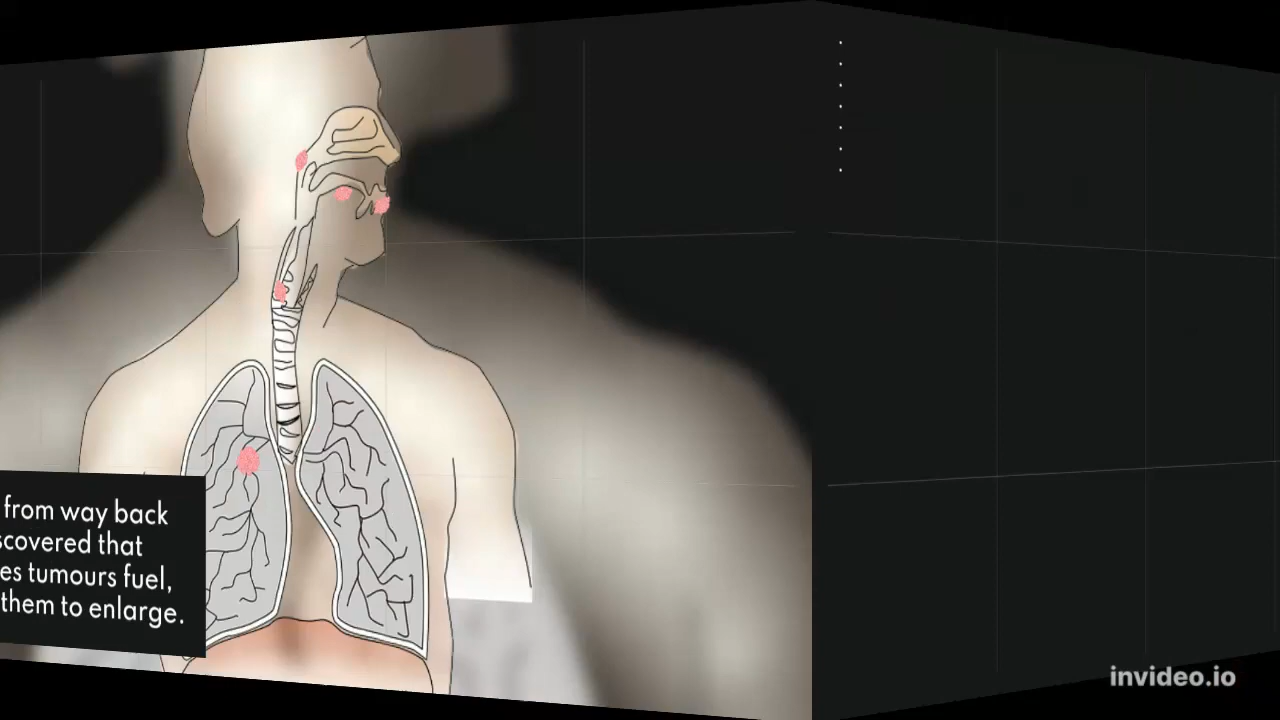 from way back
scovered that
es tumours fuel,
them to enlarge.
invideo.io